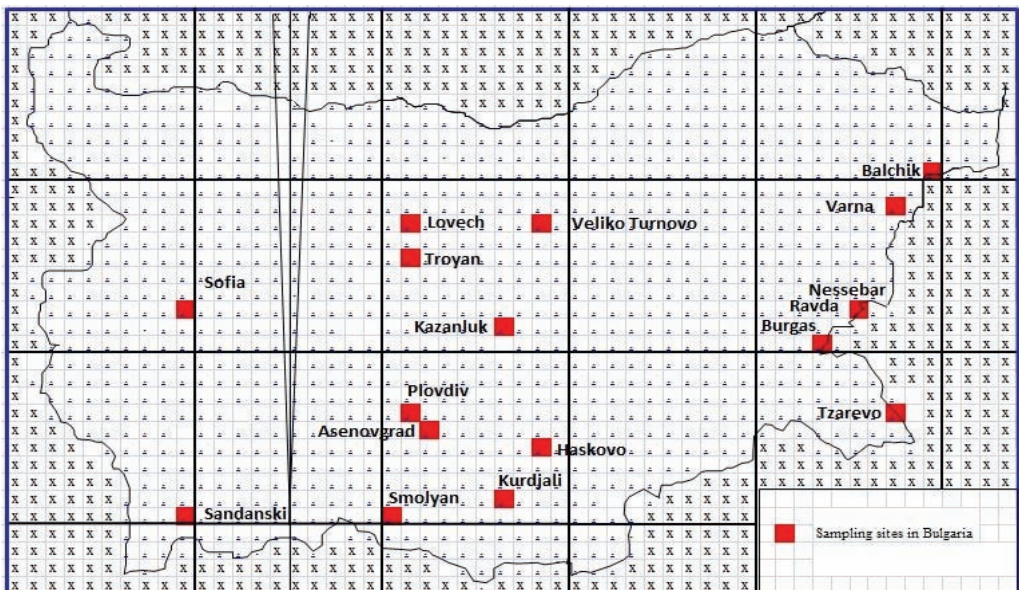 Balchik
Varna
Lovech
Veliko Turnovo
Troyan
Sofia
Nessebar
Ravda
Kazanluk
Burgas
Plovdiv
Tzarevo
Asenovgrad
Haskovo
Kurdjali
Smolyan
Sandanski
Sampling sites in Bulgaria